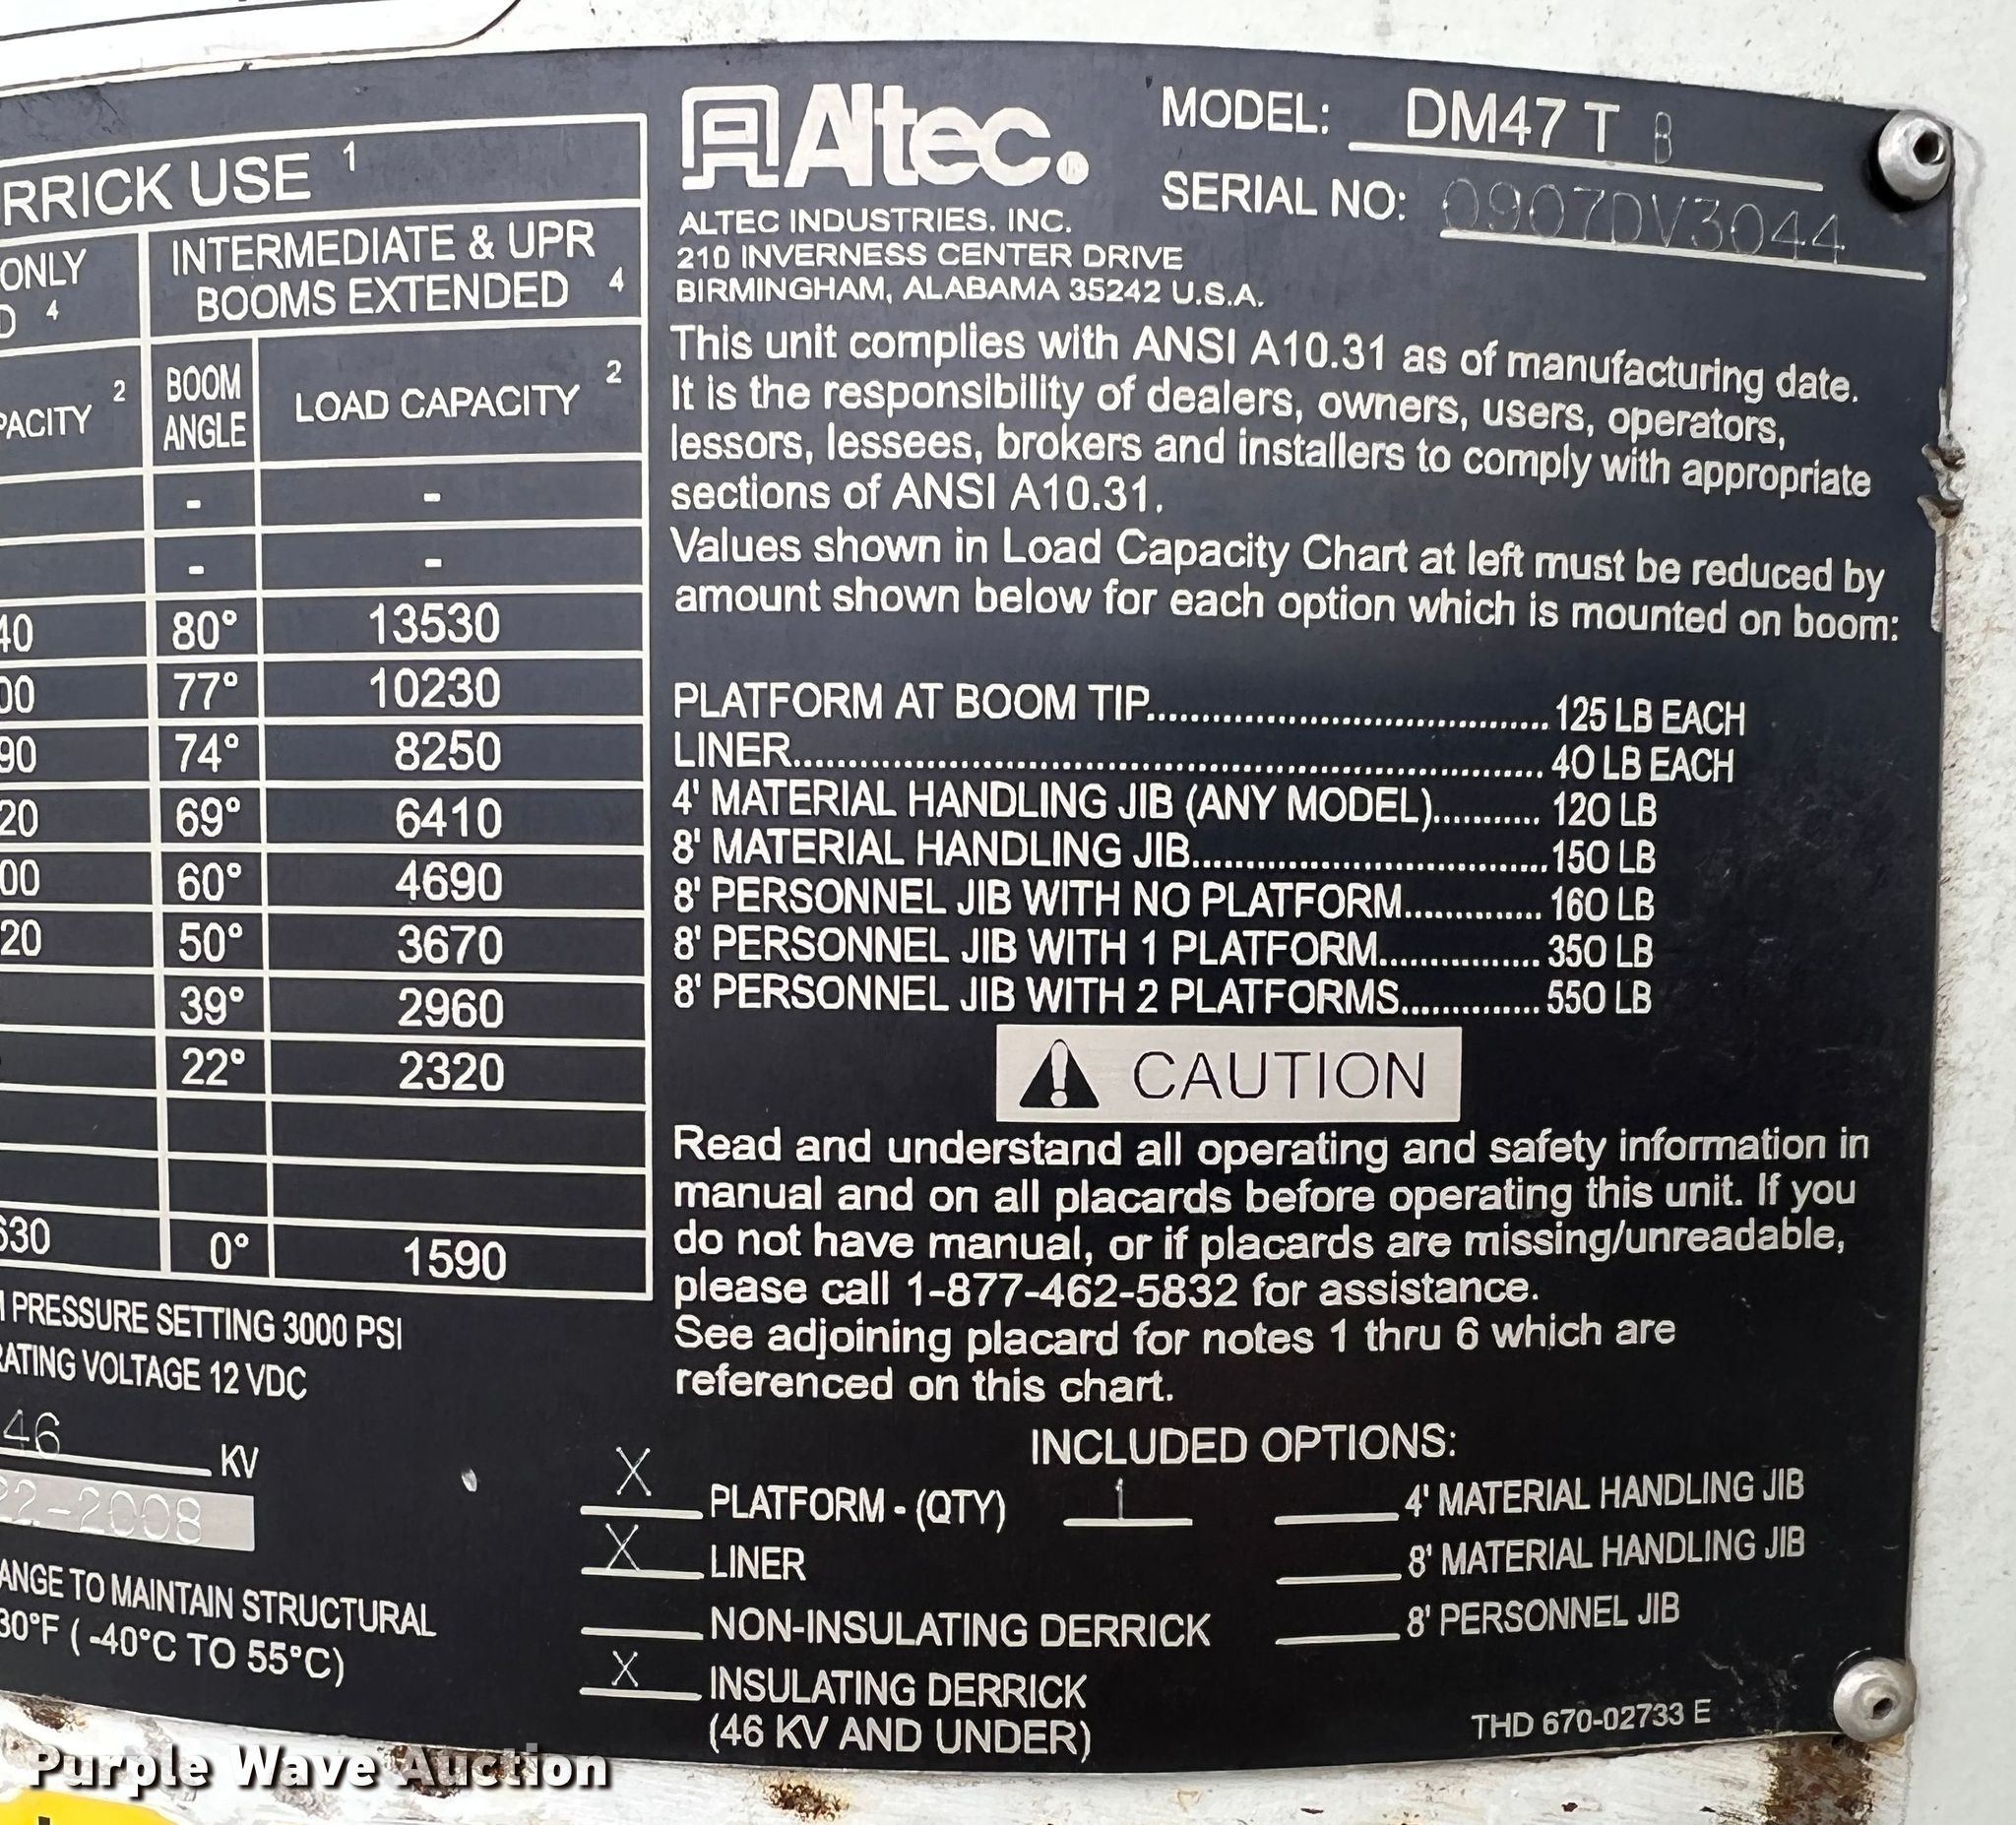 RRICK USE 1
ONLY
D 4
INTERMEDIATE & UPR
BOOMS EXTENDED 4
PACITY 2
BOOM
ANGLE
LOAD CAPACITY 2
- -
- -
40 80° 13530
00 77° 10230
90 74° 8250
20 69° 6410
00 60° 4690
20 50° 3670
39° 2960
22° 2320
630 0° 1590
PRESSURE SETTING 3000 PSI
RATING VOLTAGE 12 VDC
46 KV
22-2008
ANGE TO MAINTAIN STRUCTURAL
30°F ( -40°C TO 55°C)
Altec.
MODEL: DM47 T B
SERIAL NO: 0907DV3044
ALTEC INDUSTRIES. INC.
210 INVERNESS CENTER DRIVE
BIRMINGHAM, ALABAMA 35242 U.S.A.
This unit complies with ANSI A10.31 as of manufacturing date.
It is the responsibility of dealers, owners, users, operators,
lessors, lessees, brokers and installers to comply with appropriate
sections of ANSI A10.31.
Values shown in Load Capacity Chart at left must be reduced by
amount shown below for each option which is mounted on boom:
PLATFORM AT BOOM TIP....................................125 LB EACH
LINER....................................40 LB EACH
4' MATERIAL HANDLING JIB (ANY MODEL)........... 120 LB
8' MATERIAL HANDLING JIB....................................150 LB
8' PERSONNEL JIB WITH NO PLATFORM.............. 160 LB
8' PERSONNEL JIB WITH 1 PLATFORM................ 350 LB
8' PERSONNEL JIB WITH 2 PLATFORMS.............. 550 LB
CAUTION
Read and understand all operating and safety information in
manual and on all placards before operating this unit. If you
do not have manual, or if placards are missing/unreadable,
please call 1-877-462-5832 for assistance.
See adjoining placard for notes 1 thru 6 which are
referenced on this chart.
INCLUDED OPTIONS:
X PLATFORM - (QTY) 1
X LINER
NON-INSULATING DERRICK
X INSULATING DERRICK
(46 KV AND UNDER)
4' MATERIAL HANDLING JIB
8' MATERIAL HANDLING JIB
8' PERSONNEL JIB
THD 670-02733 E
Purple Wave Auction